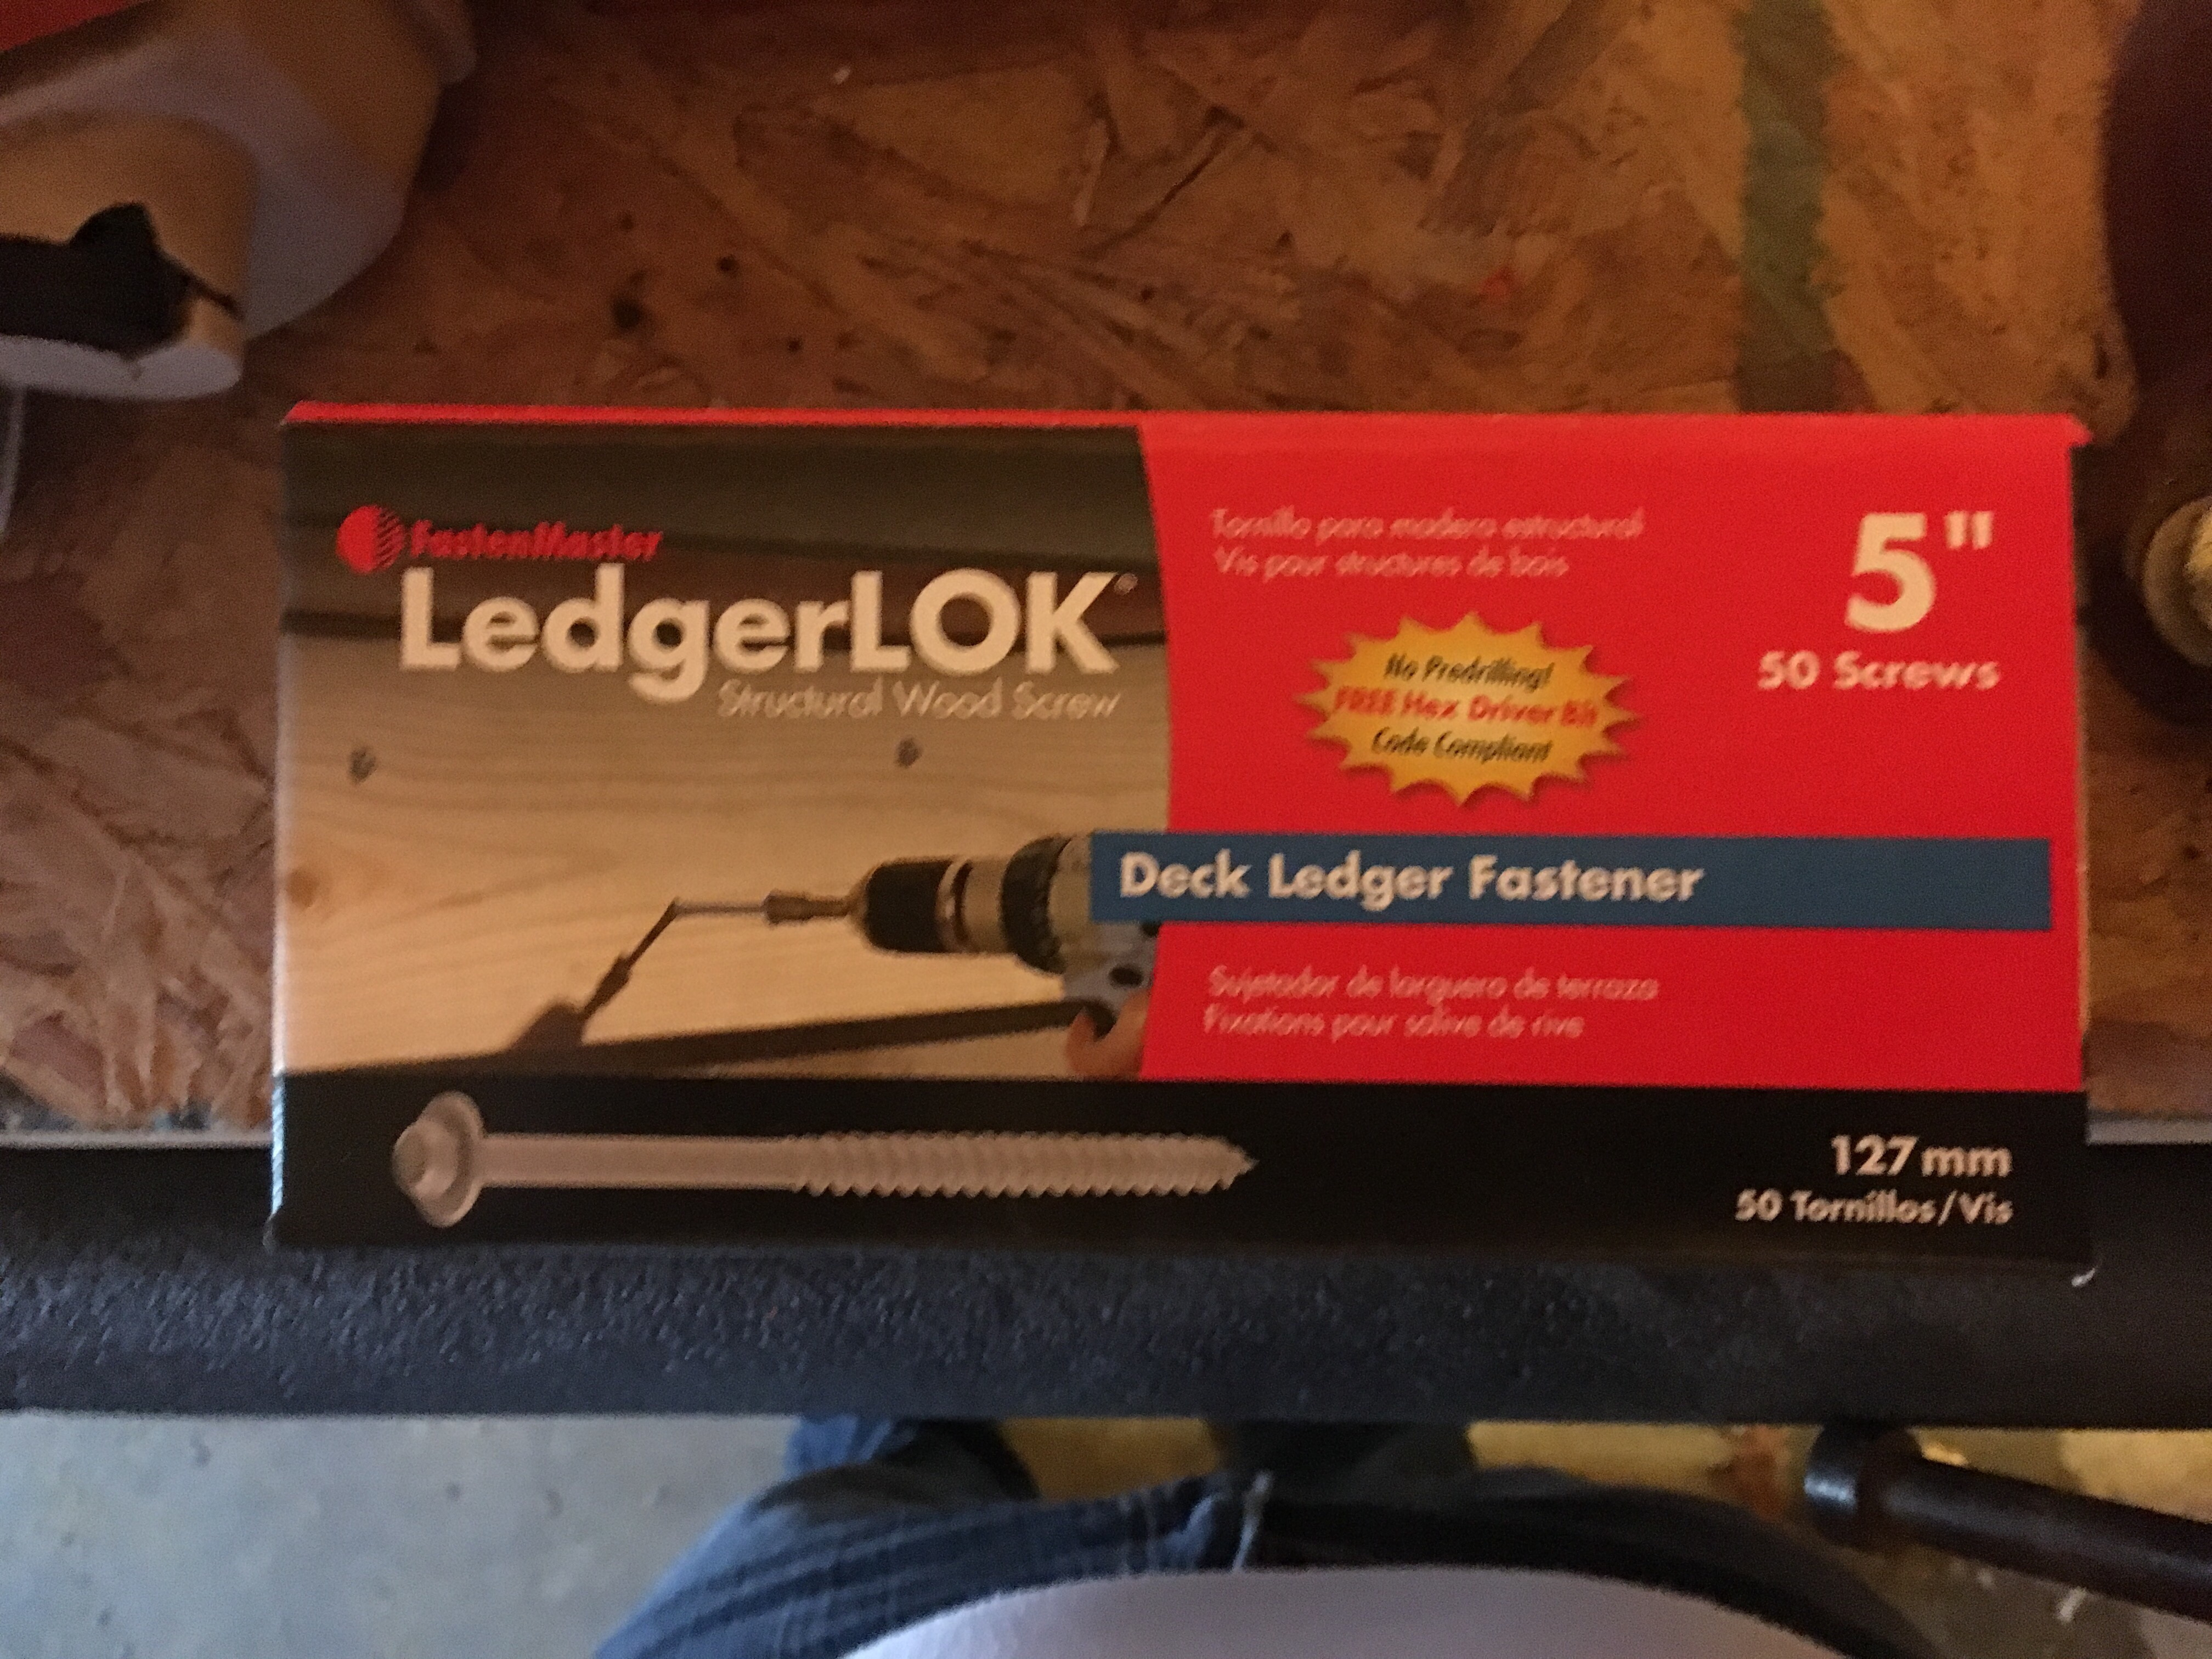 FastenMaster
LedgerLOK®
Structural Wood Screw
Tornillo para madera estructural
Vis pour structures de bois
5"
50 Screws
No Predrilling!
FREE Hex Driver Bit
Code Compliant
Deck Ledger Fastener
Sujetador de larguero de terraza
Fixations pour solive de rive
127 mm
50 Tornillos/Vis